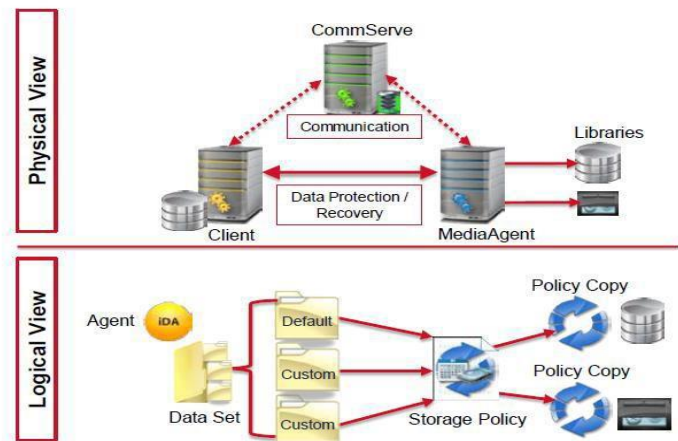 Physical View
CommServe
Communication
Libraries
Data Protection /
Recovery
Client
MediaAgent
Logical View
Agent
iDA
Data Set
Default
Custom
Custom
Storage Policy
Policy Copy
Policy Copy